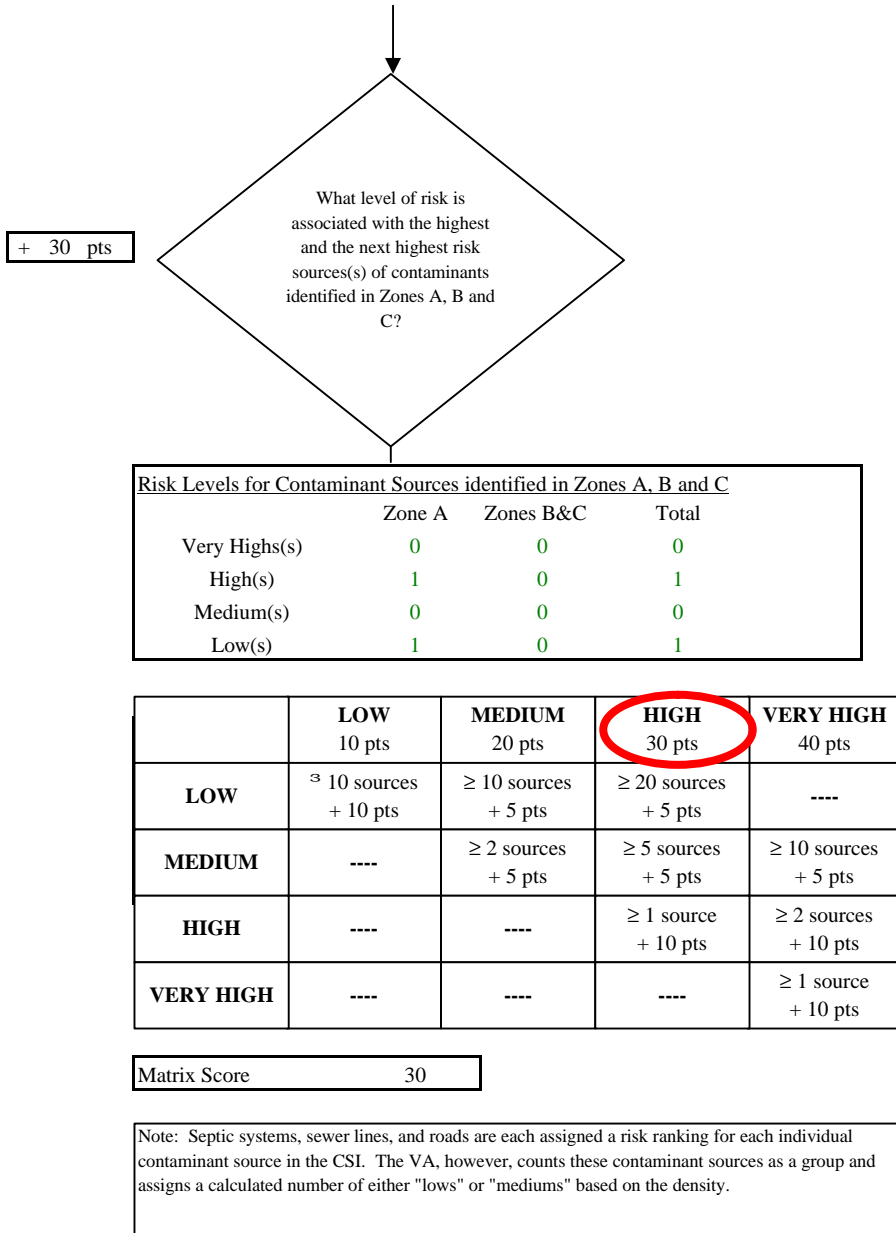 What level of risk is
associated with the highest
and the next highest risk
sources(s) of contaminants
identified in Zones A, B and
C?
+ 30 pts
Risk Levels for Contaminant Sources identified in Zones A, B and C
Zone A Zones B&C Total
Very Highs(s) 0 0 0
High(s) 1 0 1
Medium(s) 0 0 0
Low(s) 1 0 1
LOW MEDIUM HIGH VERY HIGH
10 pts 20 pts 30 pts 40 pts
LOW ³ 10 sources ≥ 10 sources ≥ 20 sources ----
+ 10 pts + 5 pts + 5 pts
MEDIUM ---- ≥ 2 sources ≥ 5 sources ≥ 10 sources
+ 5 pts + 5 pts + 5 pts
HIGH ---- ---- ≥ 1 source ≥ 2 sources
+ 10 pts + 10 pts
VERY HIGH ---- ---- ---- ≥ 1 source
+ 10 pts
Matrix Score 30
Note: Septic systems, sewer lines, and roads are each assigned a risk ranking for each individual
contaminant source in the CSI. The VA, however, counts these contaminant sources as a group and
assigns a calculated number of either "lows" or "mediums" based on the density.